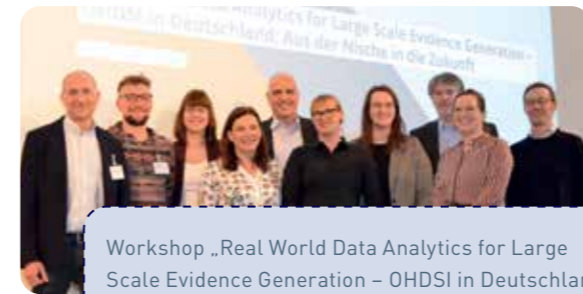 Analytics for Large Scale Evidence Generation –
OHDSI in Deutschland: Aus der Nische in die Zukunft
Workshop „Real World Data Analytics for Large
Scale Evidence Generation – OHDSI in Deutschlan